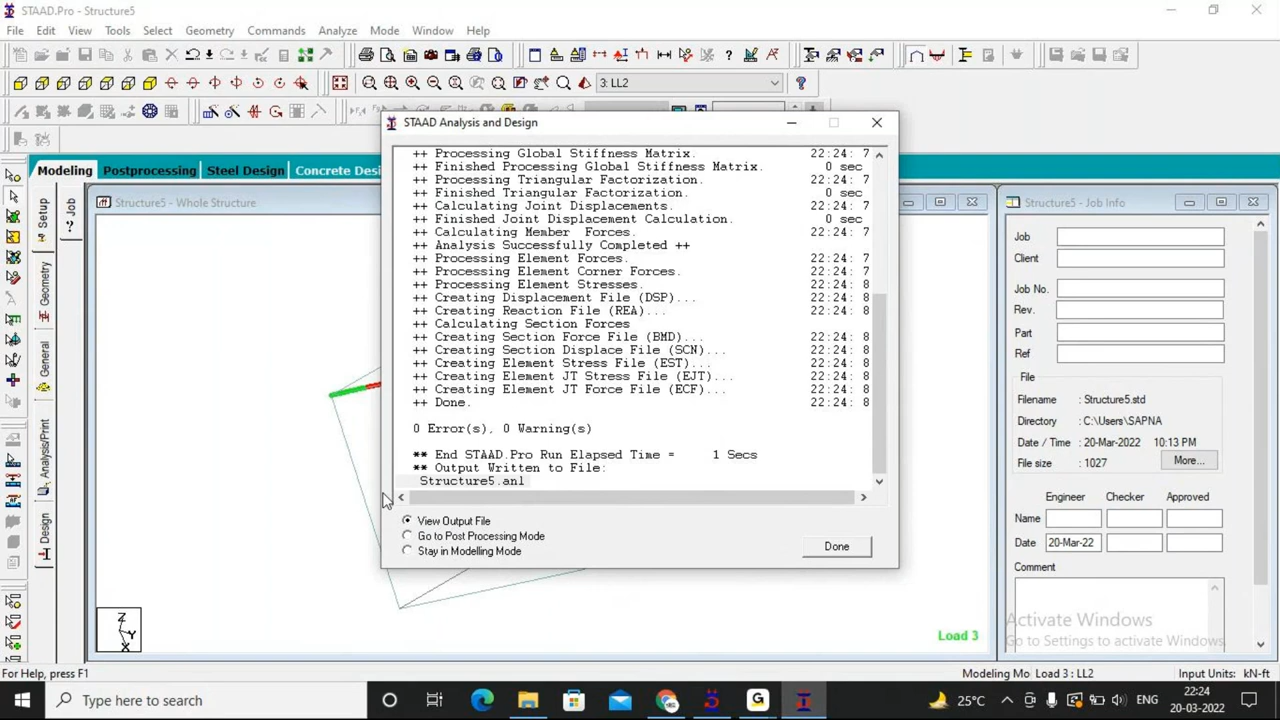 STAAD.Pro - Structure5
File Edit View Tools Select Geometry Commands Analyze Mode Window Help
3: LL2
Modeling Postprocessing Steel Design Concrete Desi
Structure5 - Whole Structure
Setup
Geometry
General
Analysis/Print
Design
Job
STAAD Analysis and Design
++ Processing Global Stiffness Matrix. 22:24: 7
++ Finished Processing Global Stiffness Matrix. 0 sec
++ Processing Triangular Factorization. 22:24: 7
++ Finished Triangular Factorization. 0 sec
++ Calculating Joint Displacements. 22:24: 7
++ Finished Joint Displacement Calculation. 0 sec
++ Calculating Member Forces. 22:24: 7
++ Analysis Successfully Completed ++
++ Processing Element Forces. 22:24: 7
++ Processing Element Corner Forces. 22:24: 7
++ Processing Element Stresses. 22:24: 8
++ Creating Displacement File (DSP)... 22:24: 8
++ Creating Reaction File (REA)... 22:24: 8
++ Calculating Section Forces
++ Creating Section Force File (BMD)... 22:24: 8
++ Creating Section Displace File (SCN)... 22:24: 8
++ Creating Element Stress File (EST)... 22:24: 8
++ Creating Element JT Stress File (EJT)... 22:24: 8
++ Creating Element JT Force File (ECF)... 22:24: 8
++ Done. 22:24: 8
0 Error(s), 0 Warning(s)
** End STAAD.Pro Run Elapsed Time = 1 Secs
** Output Written to File:
Structure5.anl
View Output File
Go to Post Processing Mode
Stay in Modelling Mode
Done
Z
Y
X
Load 3
Structure5 - Job Info
Job
Client
Job No.
Rev.
Part
Ref
File
Filename : Structure5.std
Directory : C:\Users\SAPNA
Date / Time : 20-Mar-2022 10:13 PM
File size : 1027 More...
Engineer Checker Approved
Name
Date 20-Mar-22
Comment
Activate Windows
Go to Settings to activate Windows.
For Help, press F1 Modeling Mo Load 3 : LL2 Input Units: kN-ft
Type here to search
25°C ENG
22:24
20-03-2022